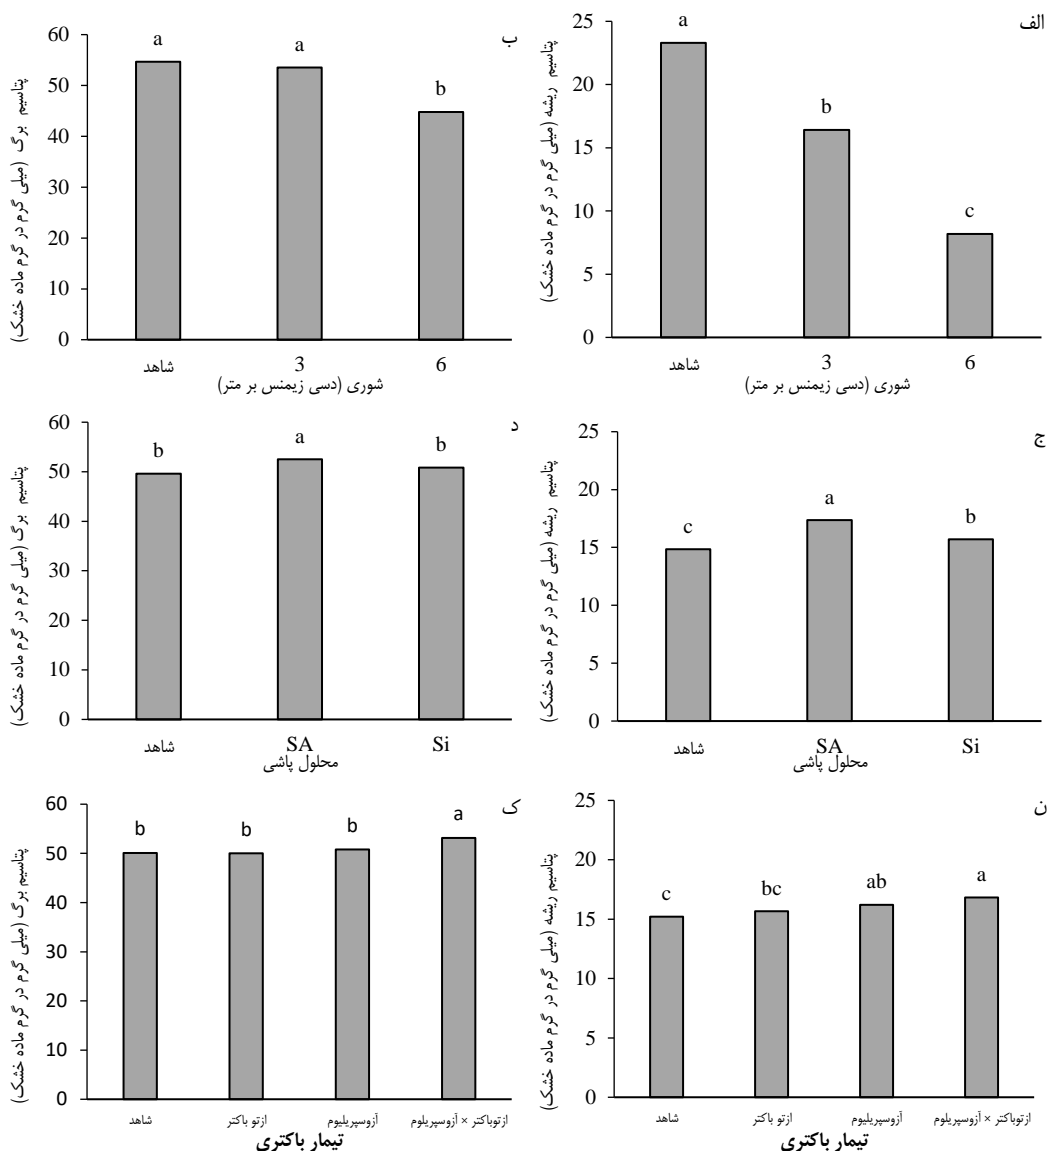 الف
پتاسیم ریشه (میلی گرم در گرم ماده خشک)
25
20
15
10
5
0
a
b
c
شاهد
3
6
شوری (دسی زیمنس بر متر)
ب
پتاسیم برگ (میلی گرم در گرم ماده خشک)
60
50
40
30
20
10
0
a
a
b
شاهد
3
6
شوری (دسی زیمنس بر متر)
ج
پتاسیم ریشه (میلی گرم در گرم ماده خشک)
25
20
15
10
5
0
c
a
b
شاهد
SA
Si
محلول پاشی
د
پتاسیم برگ (میلی گرم در گرم ماده خشک)
60
50
40
30
20
10
0
b
a
b
شاهد
SA
Si
محلول پاشی
ن
پتاسیم ریشه (میلی گرم در گرم ماده خشک)
25
20
15
10
5
0
c
bc
ab
a
شاهد
ازتو باکتر
آزوسپریلیوم
ازتوباکتر × آزوسپریلوم
تیمار باکتری
ک
پتاسیم برگ (میلی گرم در گرم ماده خشک)
60
50
40
30
20
10
0
b
b
b
a
شاهد
ازتو باکتر
آزوسپریلیوم
ازتوباکتر × آزوسپریلوم
تیمار باکتری